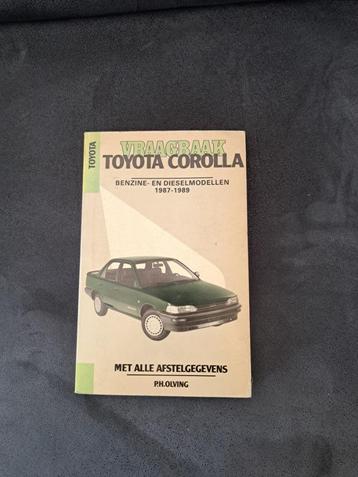 TOYOTA
VRAAGBAAK
TOYOTA COROLLA
BENZINE- EN DIESELMODELLEN
1987-1989
MET ALLE AFSTELGEGEVENS
P.H. OLVING